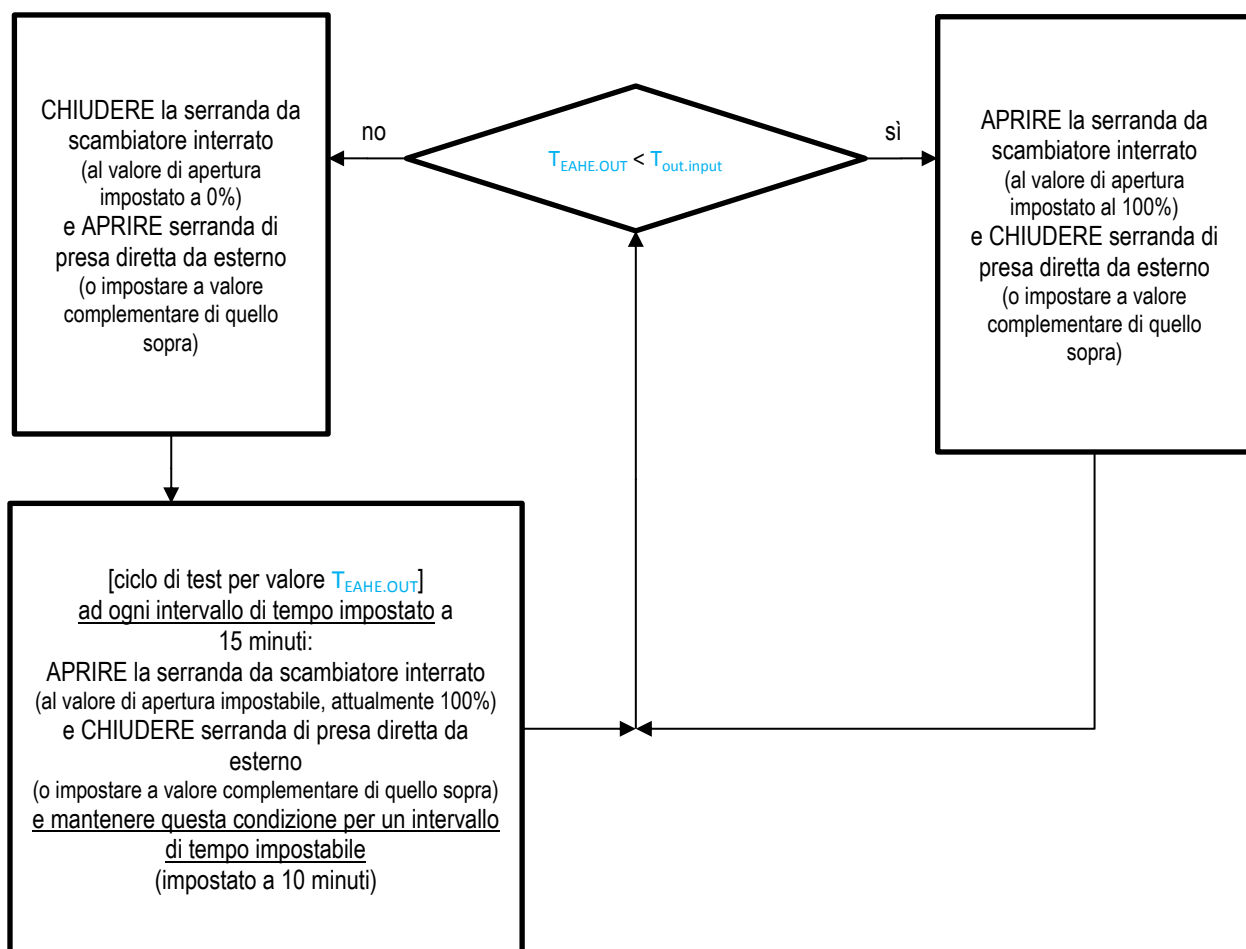 CHIUDERE la serranda da
scambiatore interrato
(al valore di apertura
impostato a 0%)
e APRIRE serranda di
presa diretta da esterno
(o impostare a valore
complementare di quello
sopra)
no
T_EAHE.OUT < T_out.input
sì
APRIRE la serranda da
scambiatore interrato
(al valore di apertura
impostato al 100%)
e CHIUDERE serranda di
presa diretta da esterno
(o impostare a valore
complementare di quello
sopra)
[ciclo di test per valore T_EAHE.OUT]
ad ogni intervallo di tempo impostato a
15 minuti:
APRIRE la serranda da scambiatore interrato
(al valore di apertura impostabile, attualmente 100%)
e CHIUDERE serranda di presa diretta da
esterno
(o impostare a valore complementare di quello sopra)
e mantenere questa condizione per un intervallo
di tempo impostabile
(impostato a 10 minuti)